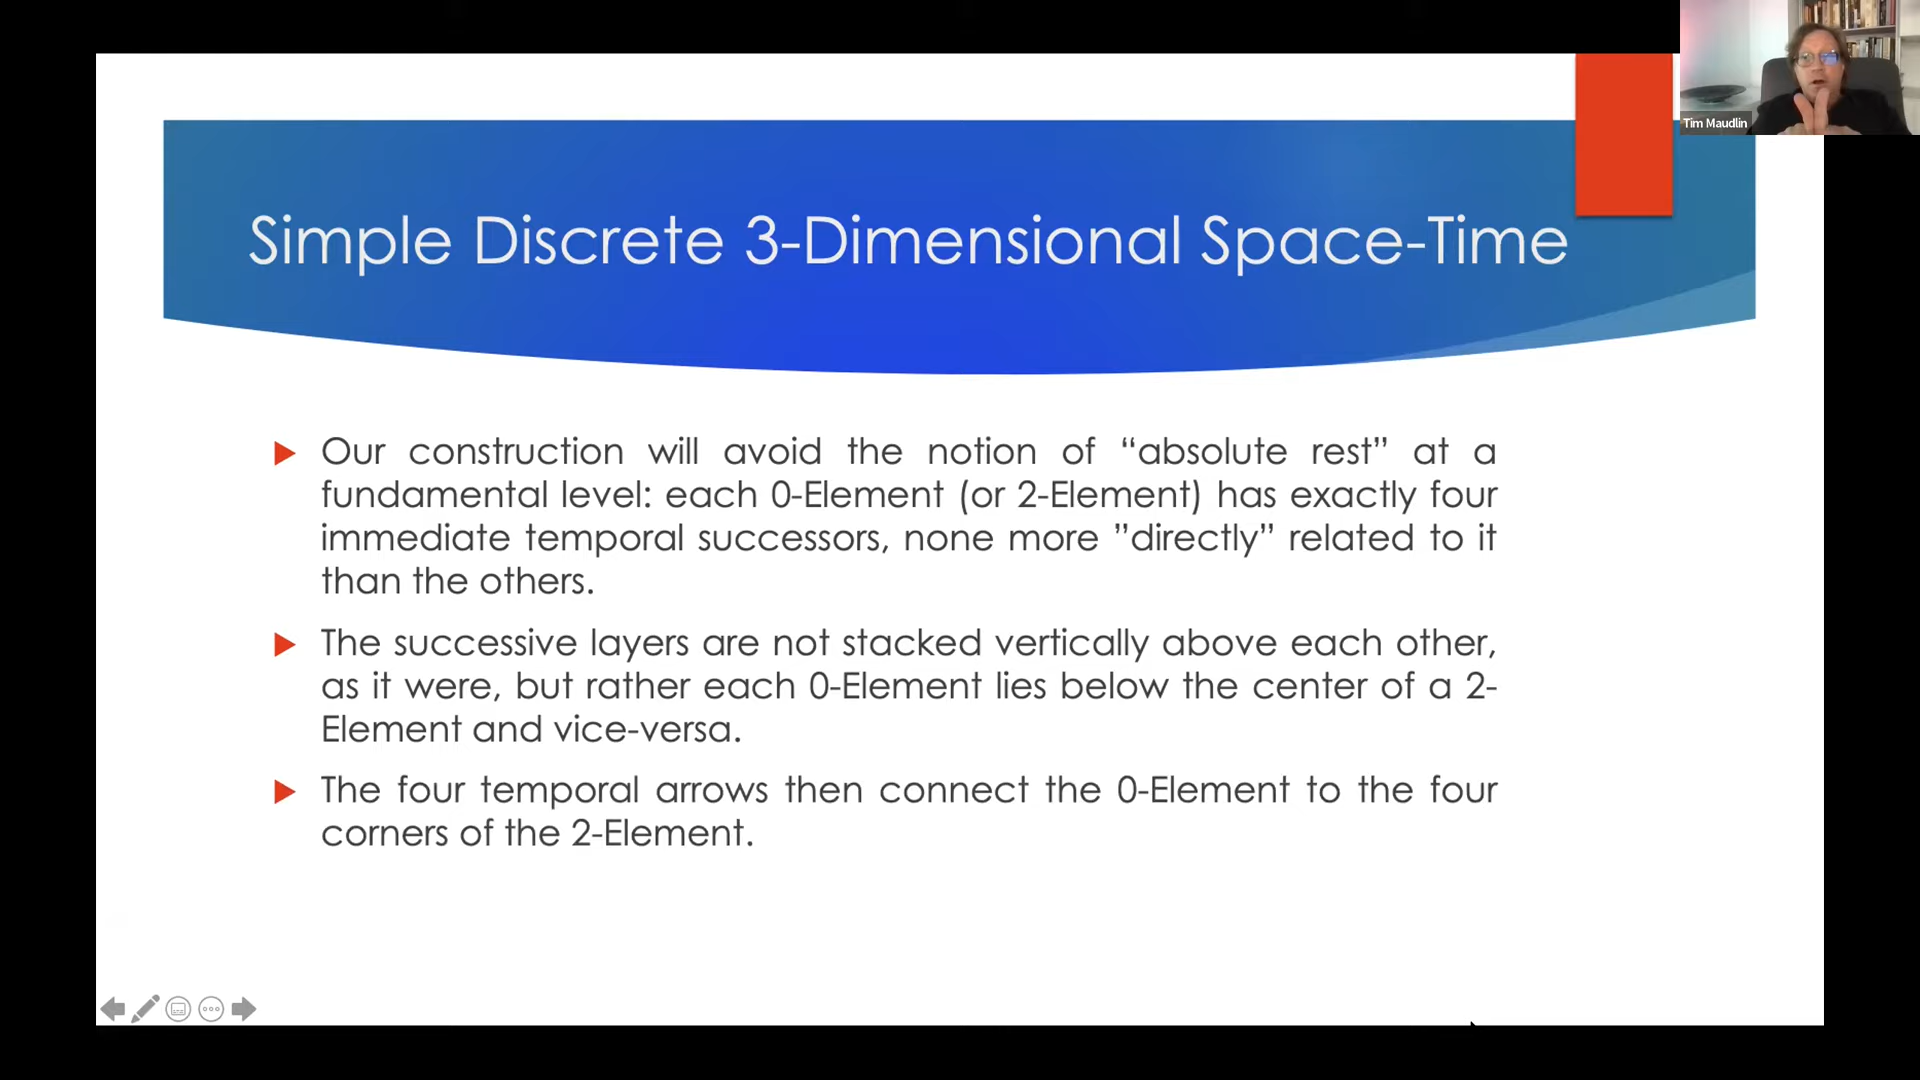 Tim Maudlin
Simple Discrete 3-Dimensional Space-Time
Our construction will avoid the notion of “absolute rest” at a
fundamental level: each 0-Element (or 2-Element) has exactly four
immediate temporal successors, none more ”directly” related to it
than the others.
The successive layers are not stacked vertically above each other,
as it were, but rather each 0-Element lies below the center of a 2-
Element and vice-versa.
The four temporal arrows then connect the 0-Element to the four
corners of the 2-Element.